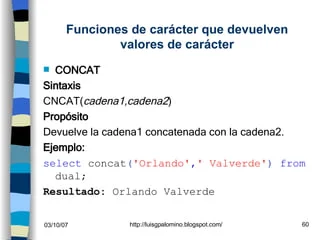 Funciones de carácter que devuelven
valores de carácter
CONCAT
Sintaxis
CNCAT(cadena1,cadena2)
Propósito
Devuelve la cadena1 concatenada con la cadena2.
Ejemplo:
select concat('Orlando',' Valverde') from
dual;
Resultado: Orlando Valverde
03/10/07 http://luisgpalomino.blogspot.com/ 60